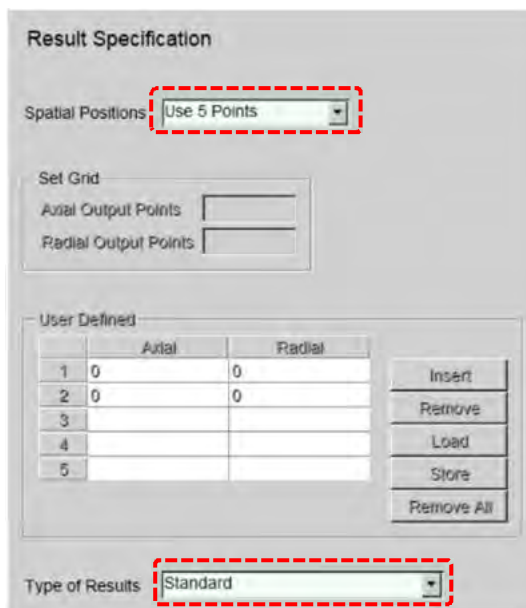 Result Specification
Spatial Positions Use 5 Points
Set Grid
Axial Output Points
Radial Output Points
User Defined
Axial Radial
1 0 0
2 0 0
3
4
5
Insert
Remove
Load
Store
Remove All
Type of Results Standard